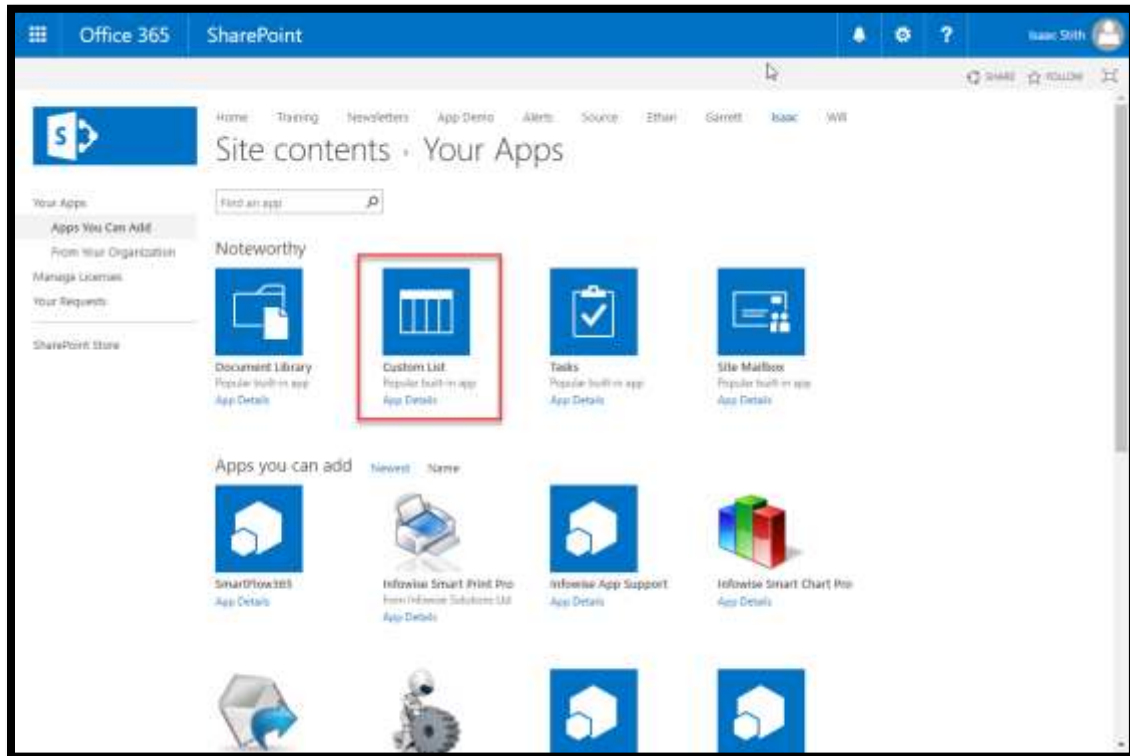 Office 365 SharePoint ? Isaac Stith
SHARE FOLLOW
S
Home Training Newsletters App Demo Alerts Source Ethan Garrett Isaac Will
Site contents › Your Apps
Find an app
Your Apps
Apps You Can Add
From Your Organization
Manage Licenses
Your Requests
SharePoint Store
Noteworthy
Document Library
Popular built-in app
App Details
Custom List
Popular built-in app
App Details
Tasks
Popular built-in app
App Details
Site Mailbox
Popular built-in app
App Details
Apps you can add Newest Name
SmartFlow365
App Details
Infowise Smart Print Pro
from Infowise Solutions Ltd
App Details
Infowise App Support
App Details
Infowise Smart Chart Pro
App Details